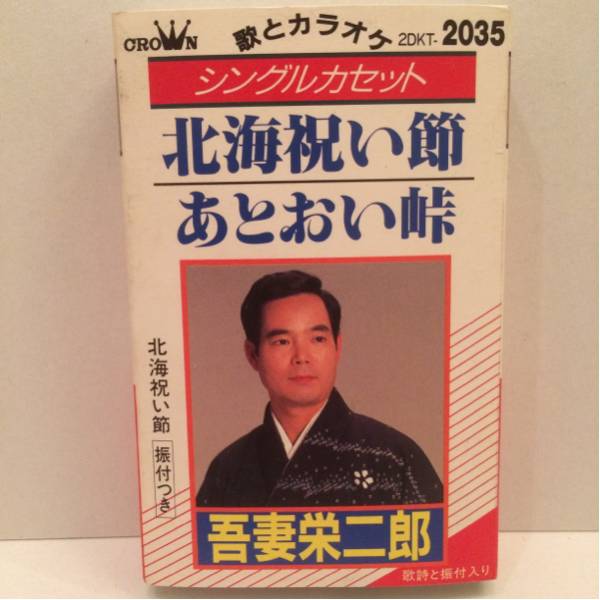 CROWN
歌とカラオケ 2DKT-2035
シングルカセット
北海祝い節
あとおい峠
北海祝い節 振付つき
吾妻栄二郎
歌詩と振付入り